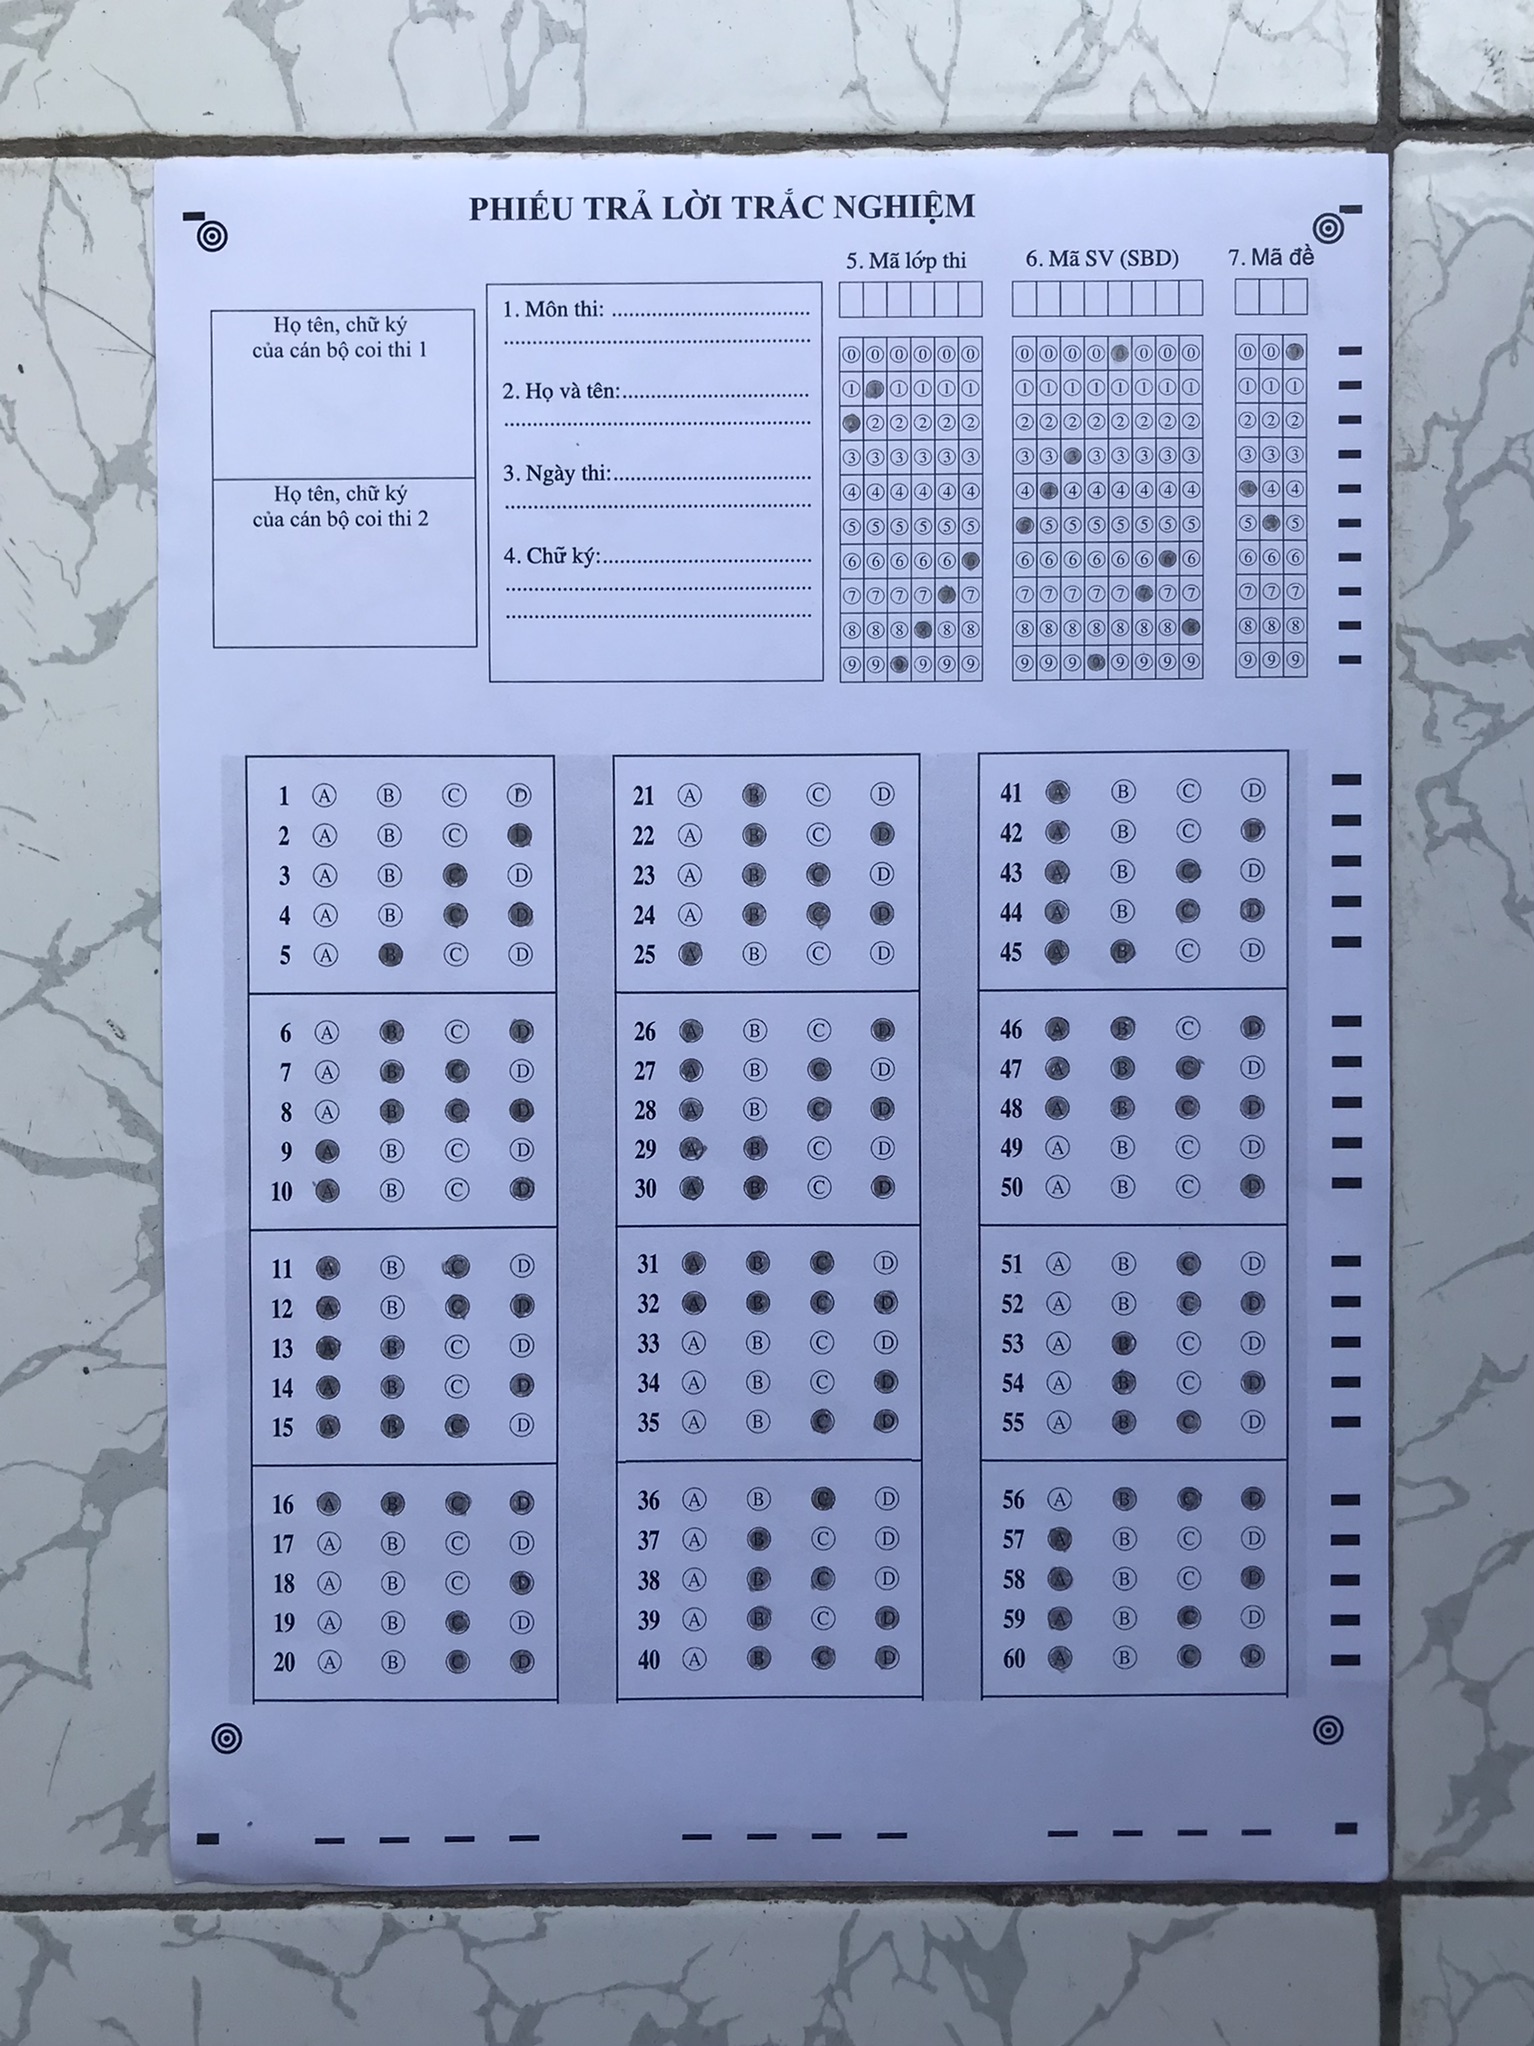 PHIẾU TRẢ LỜI TRẮC NGHIỆM
5. Mã lớp thi 6. Mã SV (SBD) 7. Mã đề
Họ tên, chữ ký
của cán bộ coi thi 1
Họ tên, chữ ký
của cán bộ coi thi 2
1. Môn thi: ....................................
2. Họ và tên:..................................
3. Ngày thi:....................................
4. Chữ ký:......................................
0 0 0 0 0 0 0 0 0 0 0 0 0 0 0 0 0 0
1 1 1 1 1 1 1 1 1 1 1 1 1 1 1 1 1
2 2 2 2 2 2 2 2 2 2 2 2 2 2 2 2 2
3 3 3 3 3 3 3 3 3 3 3 3 3 3 3 3 3
4 4 4 4 4 4 4 4 4 4 4 4 4 4 4 4 4 4
5 5 5 5 5 5 5 5 5 5 5 5 5 5 5 5 5
6 6 6 6 6 6 6 6 6 6 6 6 6 6 6 6 6 6
7 7 7 7 7 7 7 7 7 7 7 7 7 7 7 7 7 7
8 8 8 8 8 8 8 8 8 8 8 8 8 8 8 8 8 8
9 9 9 9 9 9 9 9 9 9 9 9 9 9 9 9 9 9
1 A B C D
2 A B C D
3 A B C D
4 A B C D
5 A B C D
6 A B C D
7 A B C D
8 A B C D
9 A B C D
10 A B C D
11 A B C D
12 A B C D
13 A B C D
14 A B C D
15 A B C D
16 A B C D
17 A B C D
18 A B C D
19 A B C D
20 A B C D
21 A B C D
22 A B C D
23 A B C D
24 A B C D
25 A B C D
26 A B C D
27 A B C D
28 A B C D
29 A B C D
30 A B C D
31 A B C D
32 A B C D
33 A B C D
34 A B C D
35 A B C D
36 A B C D
37 A B C D
38 A B C D
39 A B C D
40 A B C D
41 A B C D
42 A B C D
43 A B C D
44 A B C D
45 A B C D
46 A B C D
47 A B C D
48 A B C D
49 A B C D
50 A B C D
51 A B C D
52 A B C D
53 A B C D
54 A B C D
55 A B C D
56 A B C D
57 A B C D
58 A B C D
59 A B C D
60 A B C D